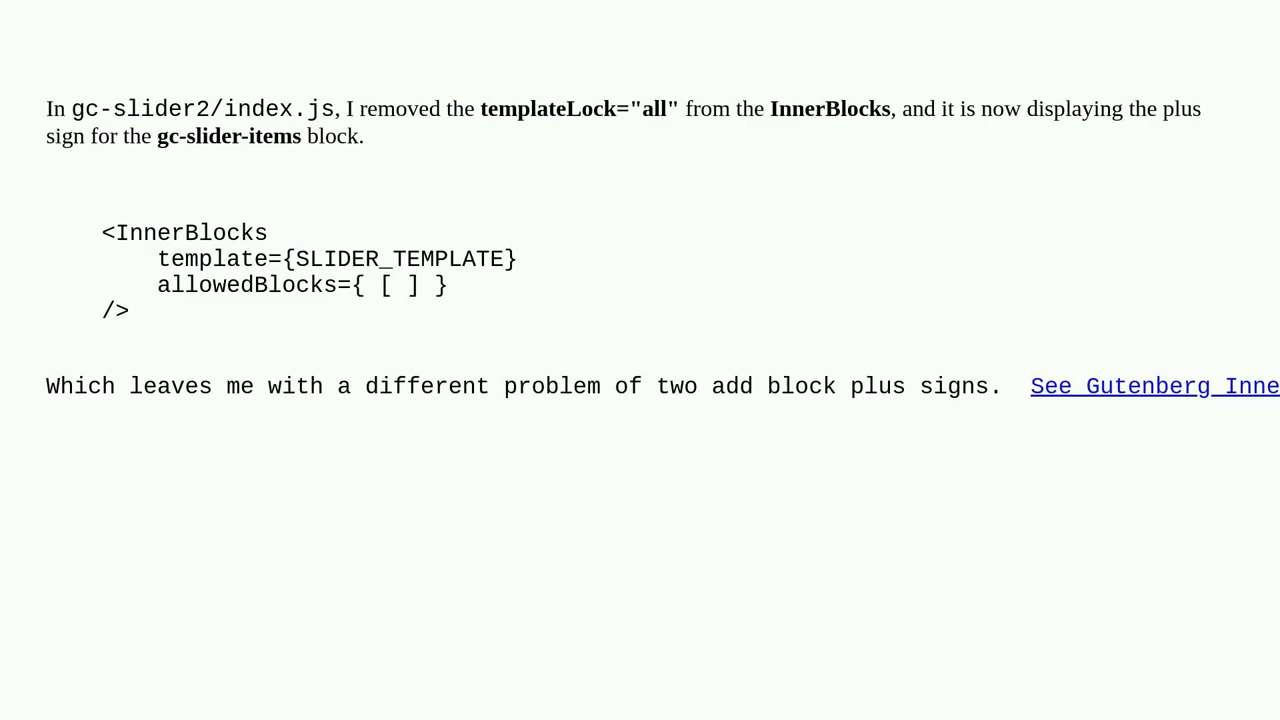 In gc-slider2/index.js, I removed the templateLock="all" from the InnerBlocks, and it is now displaying the plus
sign for the gc-slider-items block.
<InnerBlocks
template={SLIDER_TEMPLATE}
allowedBlocks={ [ ] }
/>
Which leaves me with a different problem of two add block plus signs.  See Gutenberg Inne